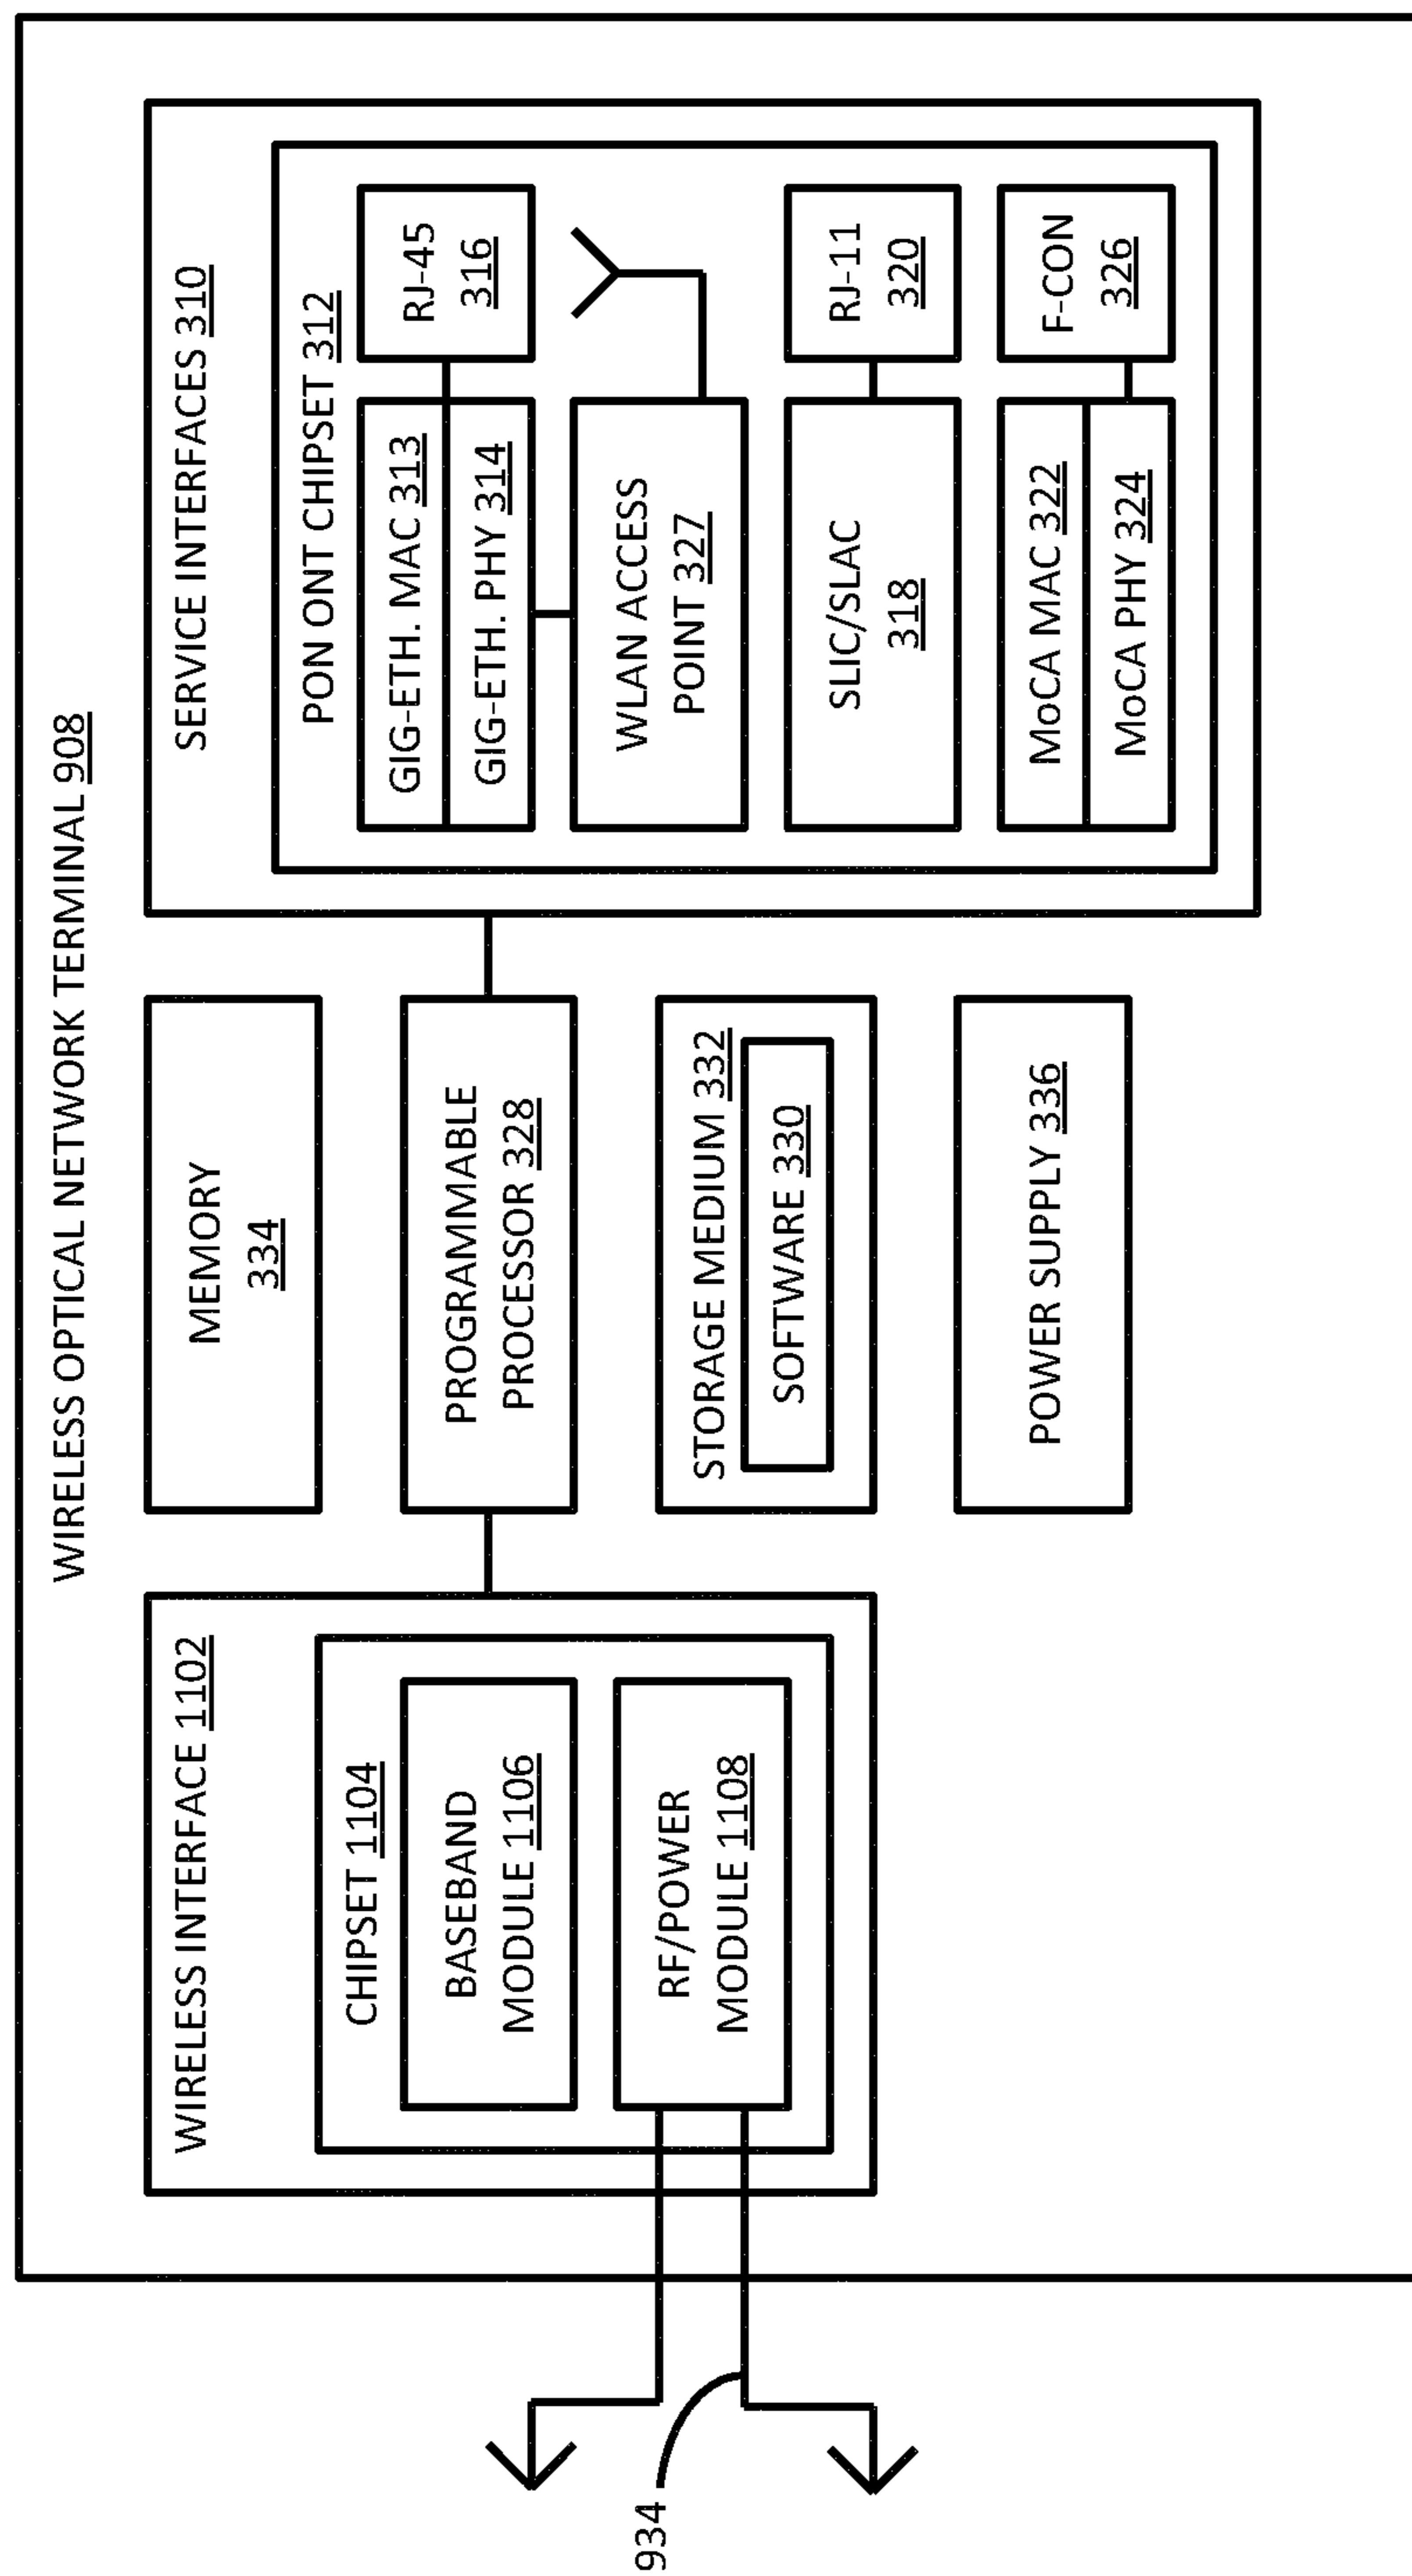 WIRELESS OPTICAL NETWORK TERMINAL 908
WIRELESS INTERFACE 1102
CHIPSET 1104
BASEBAND
MODULE 1106
RF/POWER
MODULE 1108
934
MEMORY
334
PROGRAMMABLE
PROCESSOR 328
STORAGE MEDIUM 332
SOFTWARE 330
POWER SUPPLY 336
SERVICE INTERFACES 310
PON ONT CHIPSET 312
GIG-ETH. MAC 313
GIG-ETH. PHY 314
RJ-45
316
WLAN ACCESS
POINT 327
SLIC/SLAC
318
RJ-11
320
MoCA MAC 322
MoCA PHY 324
F-CON
326